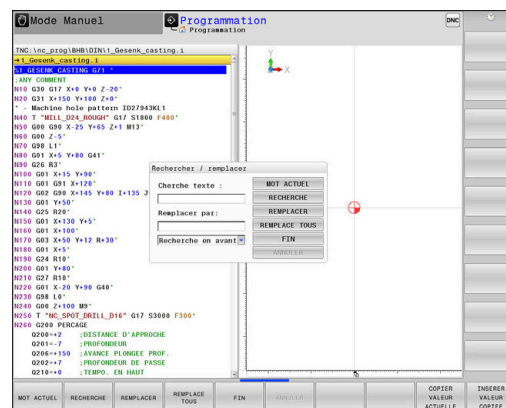 Mode Manuel
Programmation
Programmation
DNC
TNC:\nc_prog\BHB\DIN\1_Gesenk_casting.i
→1_Gesenk_casting.i
%1_GESENK_CASTING G71 *
;ANY COMMENT
N10 G30 G17 X+0 Y+0 Z-20*
N20 G31 X+150 Y+100 Z+0*
* - Machine hole pattern ID27943KL1
N40 T "MILL_D24_ROUGH" G17 S1800 F400*
N50 G00 G90 X-25 Y+65 Z+1 M13*
N60 G00 Z-5*
N70 G98 L1*
N80 G01 X+5 Y+80 G41*
N90 G26 R3*
N100 G01 X+15 Y+90*
N110 G01 G91 X+120*
N120 G02 G90 X+145 Y+80 I+135 J
N130 G01 Y+50*
N140 G25 R20*
N150 G01 X+130 Y+5*
N160 G01 X+100*
N170 G03 X+50 Y+12 R+30*
N180 G01 X+5*
N190 G24 R10*
N200 G01 Y+80*
N210 G27 R10*
N220 G01 X-20 Y+90 G40*
N230 G98 L0*
N240 G00 Z+100 M9*
N250 T "NC_SPOT_DRILL_D16" G17 S3000 F300*
N260 G200 PERCAGE
Q200=+2 ;DISTANCE D'APPROCHE
Q201=-7 ;PROFONDEUR
Q206=+150 ;AVANCE PLONGEE PROF.
Q202=+7 ;PROFONDEUR DE PASSE
Q210=+0 ;TEMPO. EN HAUT
Y
X
Rechercher / remplacer
Cherche texte :
Remplacer par:
Recherche en avant
MOT ACTUEL
RECHERCHE
REMPLACER
REMPLACE TOUS
FIN
ANNULER
MOT ACTUEL
RECHERCHE
REMPLACER
REMPLACE TOUS
FIN
ANNULER
COPIER VALEUR ACTUELLE
INSERER VALEUR COPIEE